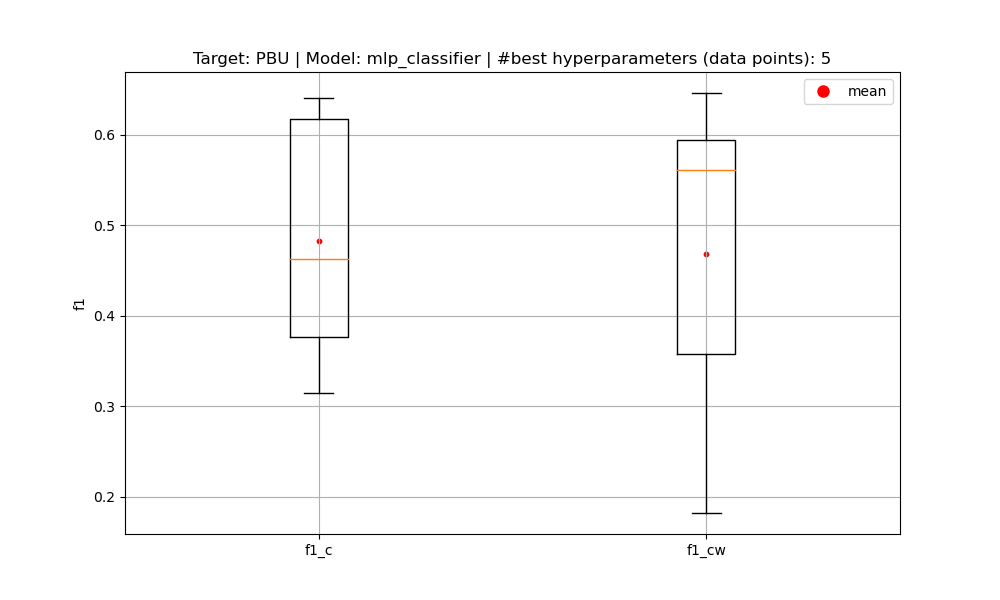 Target: PBU | Model: mlp_classifier | #best hyperparameters (data points): 5
mean
0.6
0.5
0.4
0.3
0.2
f1
f1_c
f1_cw